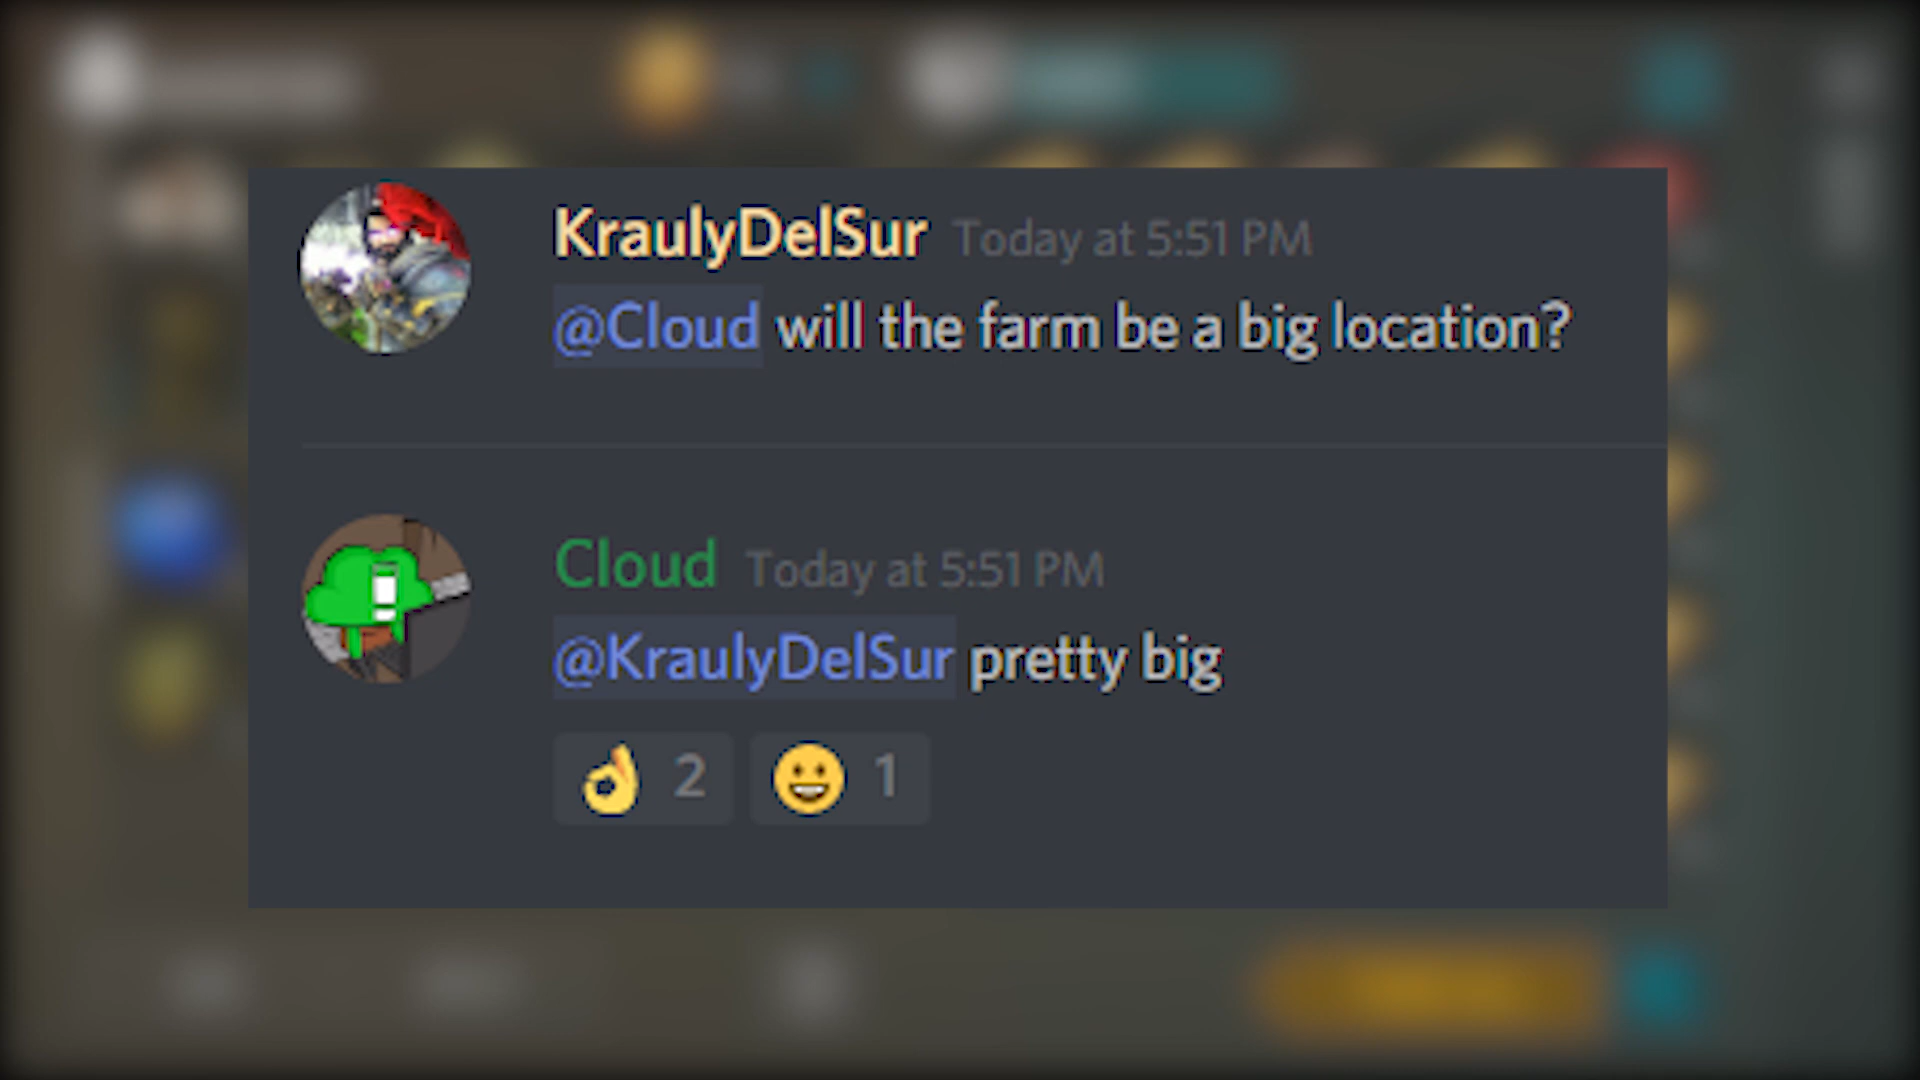 KraulyDelSur Today at 5:51 PM
@Cloud will the farm be a big location?
Cloud Today at 5:51 PM
@KraulyDelSur pretty big
👌 2 😀 1